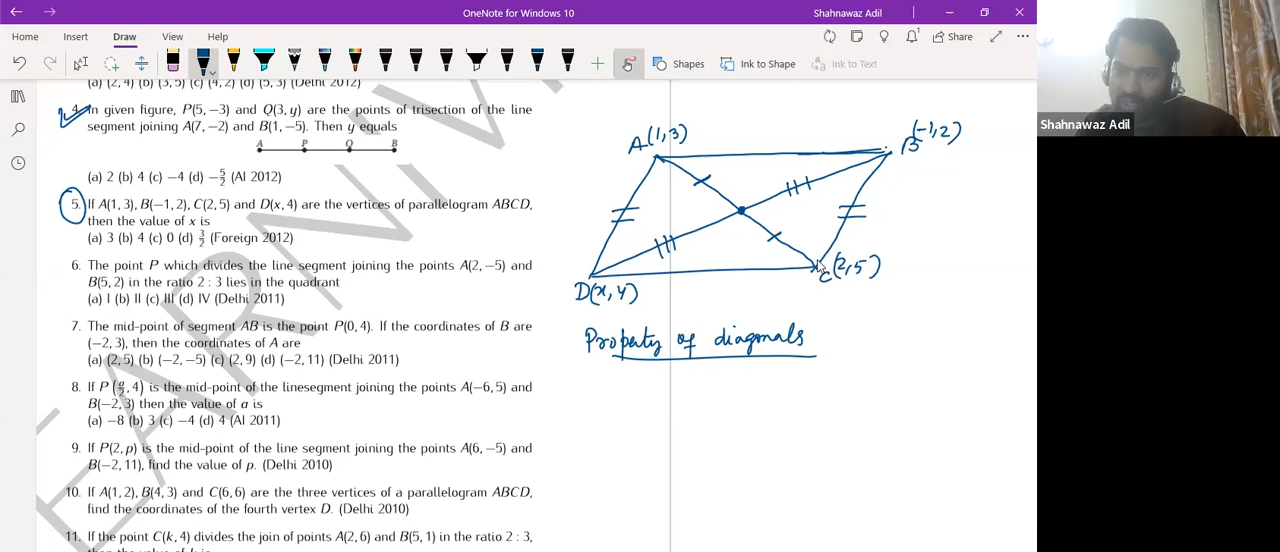 OneNote for Windows 10
Shahnawaz Adil
Home Insert Draw View Help
Share
Shapes
Ink to Shape
Ink to Text
(a) (2, 4) (b) (3, 5) (c) (4, 2) (d) (5, 3) (Delhi 2012)
4. In given figure, P(5, −3) and Q(3, y) are the points of trisection of the line
segment joining A(7, −2) and B(1, −5). Then y equals
A P Q B
(a) 2 (b) 4 (c) −4 (d) −5/2 (AI 2012)
5. If A(1, 3), B(−1, 2), C(2, 5) and D(x, 4) are the vertices of parallelogram ABCD,
then the value of x is
(a) 3 (b) 4 (c) 0 (d) 3/2 (Foreign 2012)
6. The point P which divides the line segment joining the points A(2, −5) and
B(5, 2) in the ratio 2 : 3 lies in the quadrant
(a) I (b) II (c) III (d) IV (Delhi 2011)
7. The mid-point of segment AB is the point P(0, 4). If the coordinates of B are
(−2, 3), then the coordinates of A are
(a) (2, 5) (b) (−2, −5) (c) (2, 9) (d) (−2, 11) (Delhi 2011)
8. If P(a/2, 4) is the mid-point of the linesegment joining the points A(−6, 5) and
B(−2, 3) then the value of a is
(a) −8 (b) 3 (c) −4 (d) 4 (AI 2011)
9. If P(2, p) is the mid-point of the line segment joining the points A(6, −5) and
B(−2, 11), find the value of p. (Delhi 2010)
10. If A(1, 2), B(4, 3) and C(6, 6) are the three vertices of a parallelogram ABCD,
find the coordinates of the fourth vertex D. (Delhi 2010)
11. If the point C(k, 4) divides the join of points A(2, 6) and B(5, 1) in the ratio 2 : 3,
then the value of k is
A(1,3)
B(-1,2)
D(x,4)
C(2,5)
Property of diagonals
Shahnawaz Adil